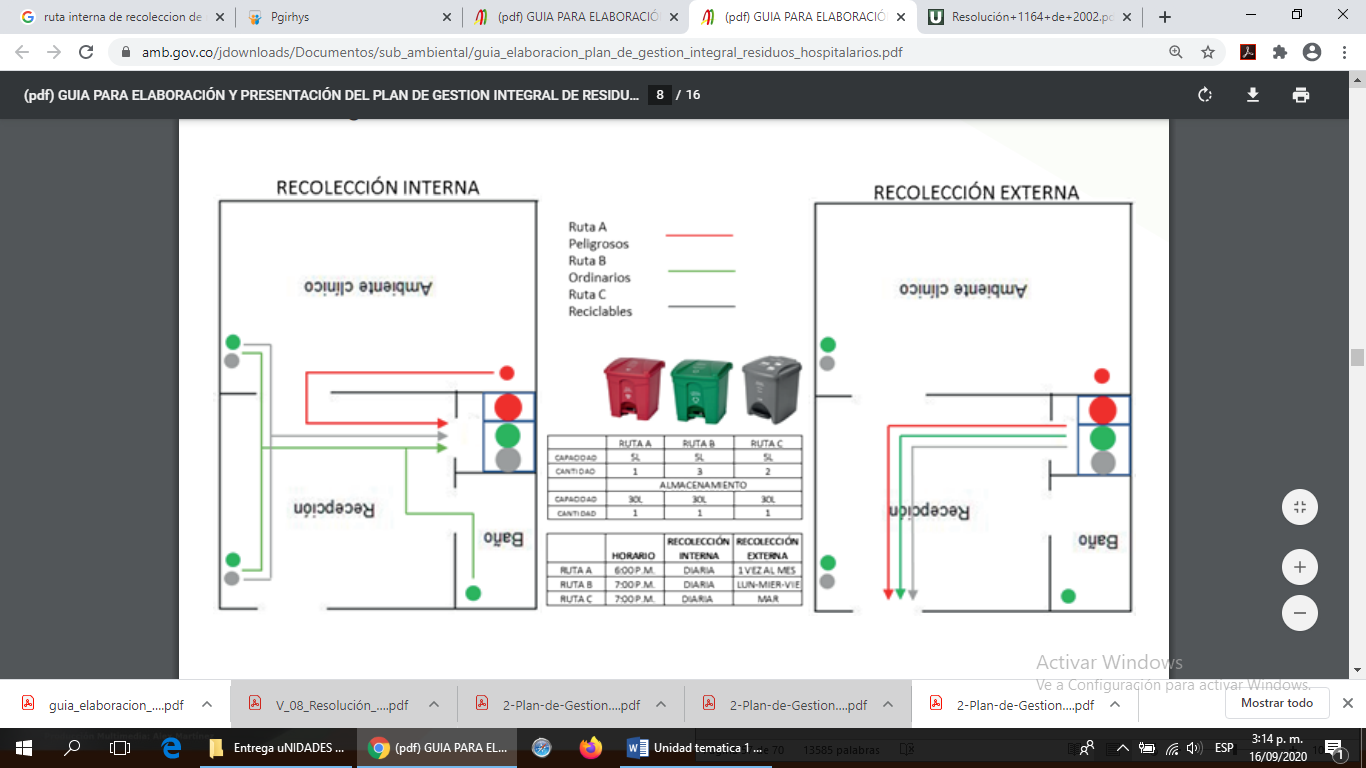 ruta interna de recoleccion de
Pgirhys
(pdf) GUIA PARA ELABORACIÓ
(pdf) GUIA PARA ELABORACIÓ
Resolución+1164+de+2002.pd
amb.gov.co/jdownloads/Documentos/sub_ambiental/guia_elaboracion_plan_de_gestion_integral_residuos_hospitalarios.pdf
(pdf) GUIA PARA ELABORACIÓN Y PRESENTACIÓN DEL PLAN DE GESTION INTEGRAL DE RESIDU... 8 / 16
RECOLECCIÓN INTERNA
Ambiente clínico
Recepción
Baño
Ruta A
Peligrosos
Ruta B
Ordinarios
Ruta C
Reciclables
RUTA A RUTA B RUTA C
CAPACIDAD 5L 5L 5L
CANTIDAD 1 3 2
ALMACENAMIENTO
CAPACIDAD 30L 30L 30L
CANTIDAD 1 1 1
HORARIO RECOLECCIÓN INTERNA RECOLECCIÓN EXTERNA
RUTA A 6:00 P.M. DIARIA 1 VEZ AL MES
RUTA B 7:00 P.M. DIARIA LUN-MIER-VIE
RUTA C 7:00 P.M. DIARIA MAR
RECOLECCIÓN EXTERNA
Ambiente clínico
Recepción
Baño
Activar Windows
Ve a Configuración para activar Windows.
guia_elaboracion_....pdf
V_08_Resolución_....pdf
2-Plan-de-Gestion....pdf
2-Plan-de-Gestion....pdf
2-Plan-de-Gestion....pdf
Mostrar todo
Entrega uNIDADES ...
(pdf) GUIA PARA EL...
Unidad tematica 1 ...
de 70 13585 palabras
ESP
3:14 p. m.
16/09/2020
1